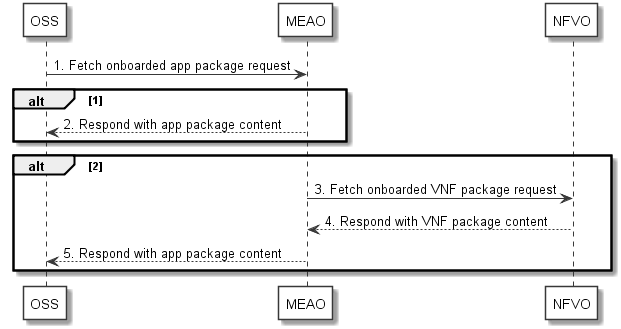 OSS MEAO NFVO
1. Fetch onboarded app package request
alt [1]
2. Respond with app package content
alt [2]
3. Fetch onboarded VNF package request
4. Respond with VNF package content
5. Respond with app package content
OSS MEAO NFVO